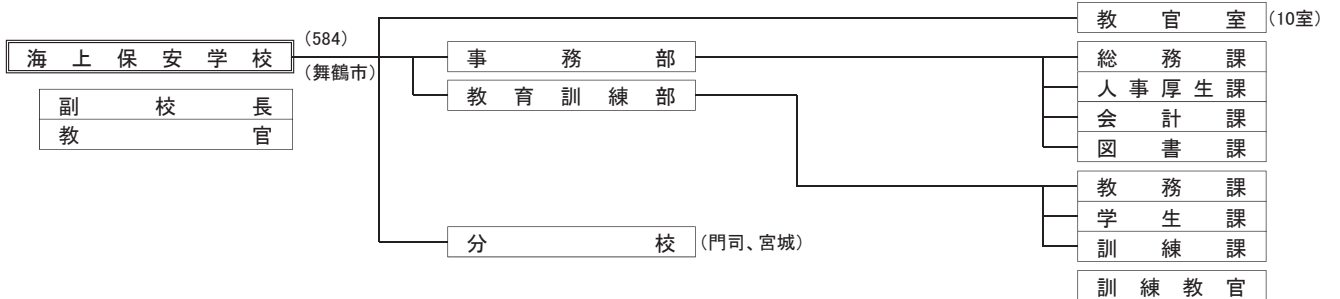 教官室 (10室)
海上保安学校 (584) (舞鶴市)
副校長
教官
事務部
総務課
人事厚生課
会計課
図書課
教育訓練部
教務課
学生課
訓練課
訓練教官
分校 (門司、宮城)